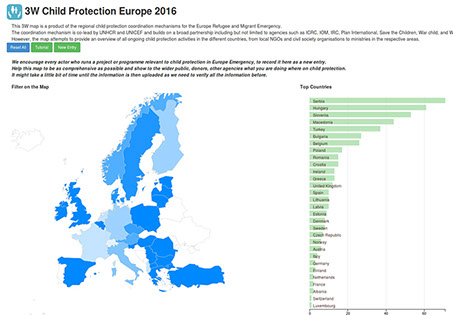 3W Child Protection Europe 2016
This 3W map is a product of the regional child protection coordination mechanisms for the Europe Refugee and Migrant Emergency.
The coordination mechanism is co-lead by UNHCR and UNICEF and builds on a broad partnership including but not limited to agencies such as ICRC, IOM, IRC, Plan International, Save the Children, War child, and W
However, the map attempts to provide an overview of all ongoing child protection activities in the different countries, from local NGOs and civil society organisations to ministries in the respective areas.
Reset All Tutorial New Entry
We encourage every actor who runs a project or programme relevant to child protection in Europe Emergency, to record it here as a new entry.
Help this map to be as comprehensive as possible and show to the wider public, donors, other agencies what you are doing where on child protection.
It might take a little bit of time until the information is then uploaded as we need to verify all the information before.
Filter on the Map
Top Countries
Serbia
Hungary
Slovenia
Macedonia
Turkey
Bulgaria
Belgium
Poland
Romania
Croatia
Ireland
Greece
United Kingdom
Spain
Lithuania
Latvia
Estonia
Denmark
Sweden
Czech Republic
Norway
Austria
Italy
Germany
Finland
Netherlands
France
Albania
Switzerland
Luxembourg
0 20 40 60